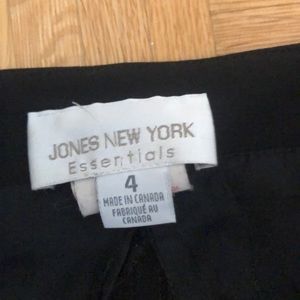 JONES NEW YORK
Essentials
4
MADE IN CANADA
FABRIQUÉ AU
CANADA